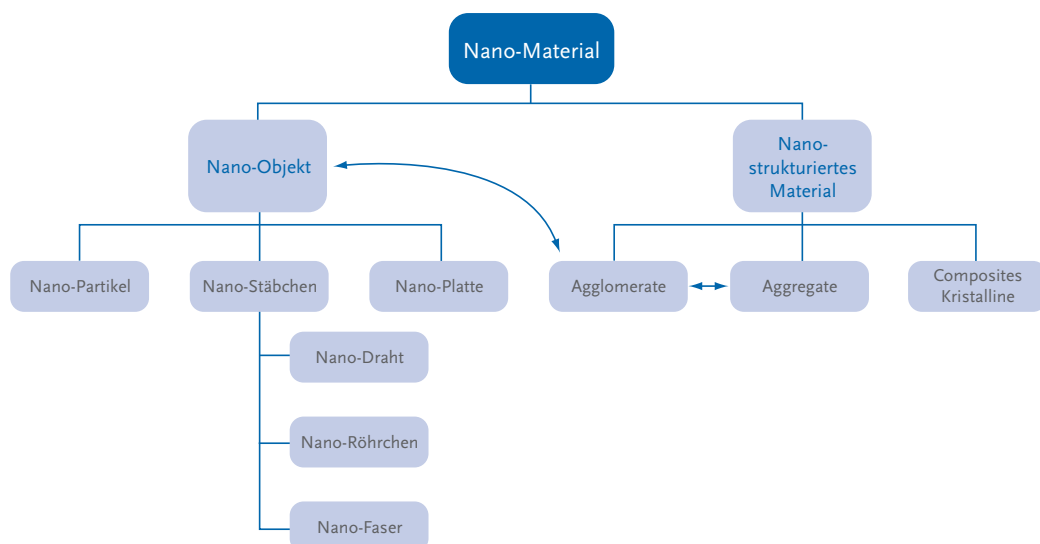 Nano-Material
Nano-Objekt
Nano-
strukturiertes
Material
Nano-Partikel
Nano-Stäbchen
Nano-Platte
Agglomerate
Aggregate
Composites
Kristalline
Nano-Draht
Nano-Röhrchen
Nano-Faser